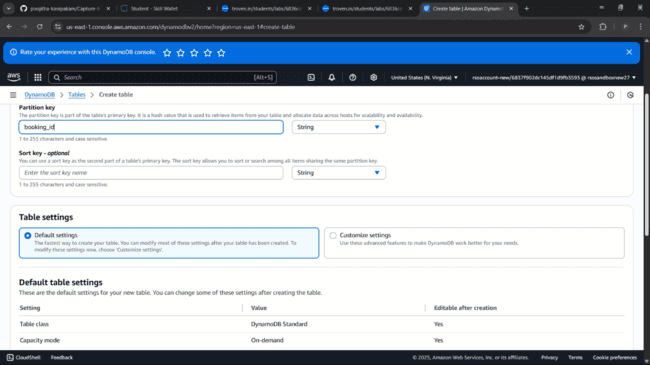 poojitha-kanipakam/Capture-I
Student - Skill Wallet
troven.in/students/labs/6836ca
troven.in/students/labs/6836ca
Create table | Amazon Dynamo
us-east-1.console.aws.amazon.com/dynamodbv2/home?region=us-east-1#create-table
Rate your experience with this DynamoDB console.
aws
Search
[Alt+S]
United States (N. Virginia)
DynamoDB > Tables > Create table
Partition key
The partition key is part of the table's primary key. It is a hash value that is used to retrieve items from your table and allocate data across hosts for scalability and availability.
booking_id
String
1 to 255 characters and case sensitive.
Sort key - optional
You can use a sort key as the second part of a table's primary key. The sort key allows you to sort or search among all items sharing the same partition key.
Enter the sort key name
String
1 to 255 characters and case sensitive.
Table settings
Default settings
The fastest way to create your table. You can modify most of these settings after your table has been created. To
modify these settings now, choose 'Customize settings'.
Customize settings
Use these advanced features to make DynamoDB work better for your needs.
Default table settings
These are the default settings for your new table. You can change some of these settings after creating the table.
Setting Value Editable after creation
Table class DynamoDB Standard Yes
Capacity mode On-demand Yes
CloudShell Feedback © 2025, Amazon Web Services, Inc. or its affiliates. Privacy Terms Cookie preferences